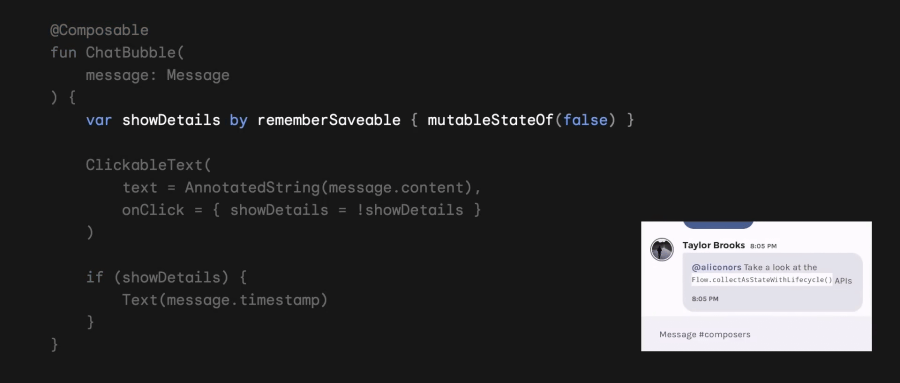 @Composable
fun ChatBubble(
    message: Message
) {
    var showDetails by rememberSaveable { mutableStateOf(false) }
    ClickableText(
        text = AnnotatedString(message.content),
        onClick = { showDetails = !showDetails }
    )
    if (showDetails) {
        Text(message.timestamp)
    }
}
Taylor Brooks 8:05 PM
@aliconors Take a look at the
Flow.collectAsStateWithLifecycle() APIs
8:05 PM
Message #composers